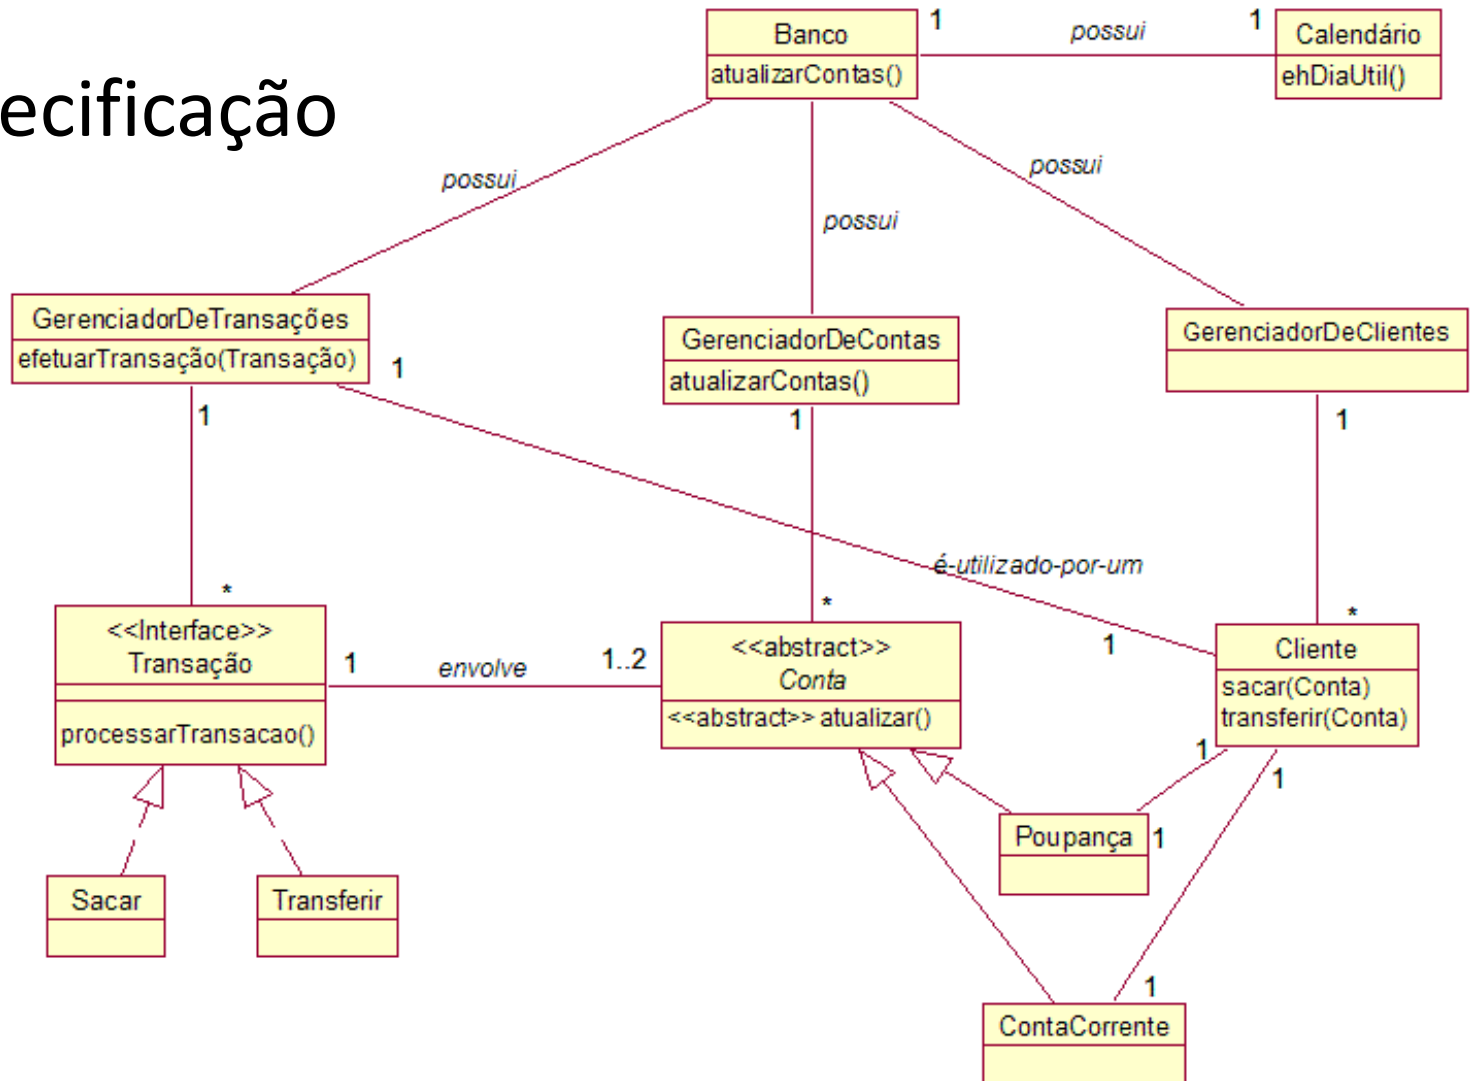 ecificação
Banco
atualizarContas()
1
possui
1
Calendário
ehDiaUtil()
possui
possui
possui
GerenciadorDeTransações
efetuarTransação(Transação)
1
1
GerenciadorDeContas
atualizarContas()
1
GerenciadorDeClientes
1
é-utilizado-por-um
*
<<Interface>>
Transação
processarTransacao()
1
envolve
1..2
*
<<abstract>>
Conta
<<abstract>> atualizar()
1
*
Cliente
sacar(Conta)
transferir(Conta)
1
1
Poupança
1
Sacar
Transferir
1
ContaCorrente